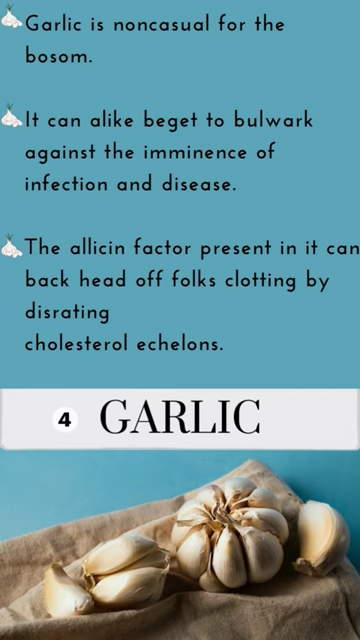 Garlic is noncasual for the
bosom.
It can alike beget to bulwark
against the imminence of
infection and disease.
The allicin factor present in it can
back head off folks clotting by
disrating
cholesterol echelons.
4 GARLIC